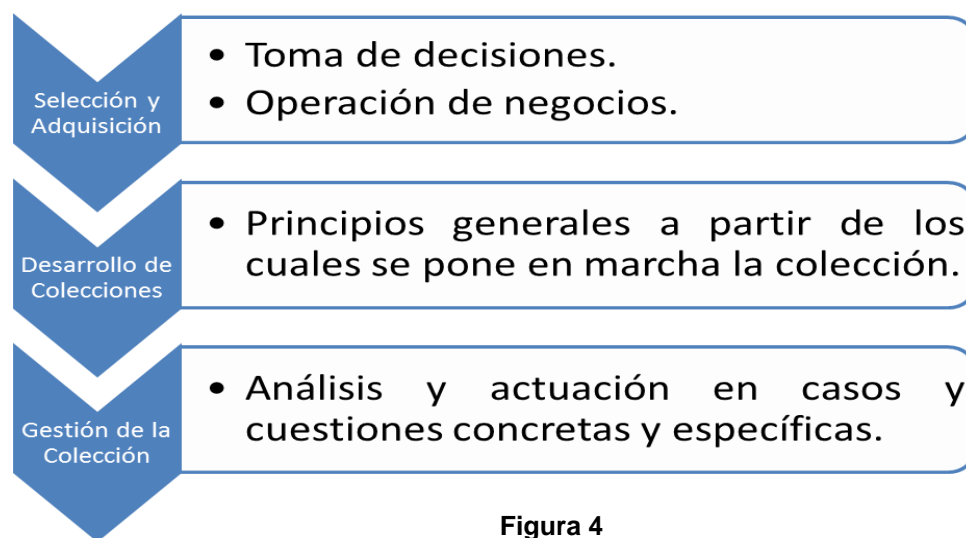 Selección y
Adquisición
• Toma de decisiones.
• Operación de negocios.
Desarrollo de
Colecciones
• Principios generales a partir de los
cuales se pone en marcha la colección.
Gestión de la
Colección
• Análisis y actuación en casos y
cuestiones concretas y específicas.
Figura 4